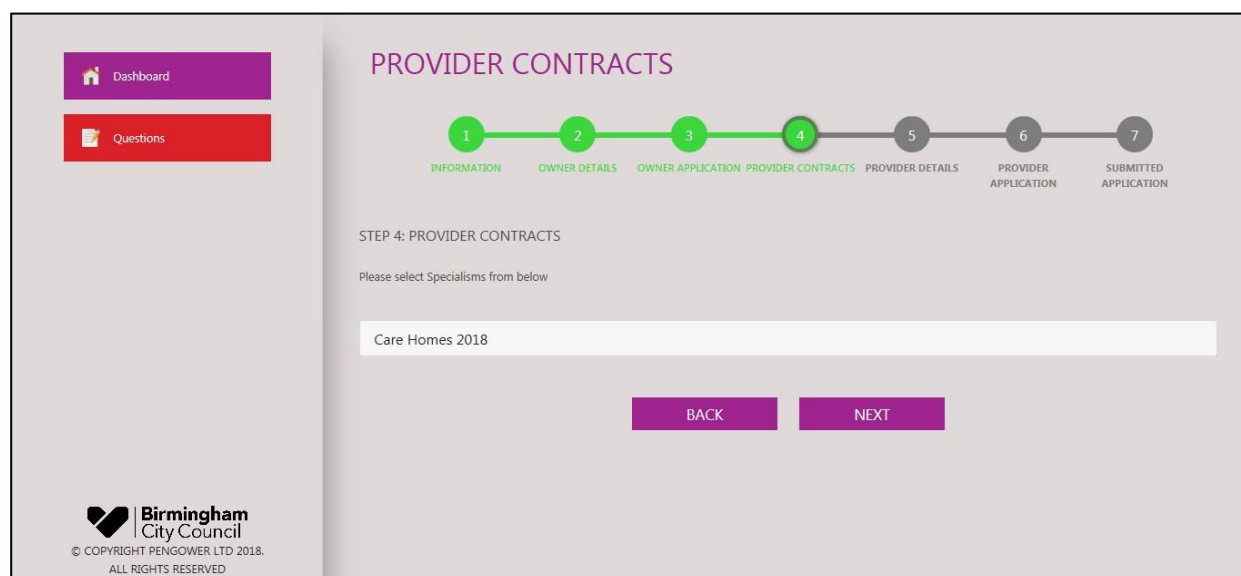 Dashboard
Questions
PROVIDER CONTRACTS
1 2 3 4 5 6 7
INFORMATION OWNER DETAILS OWNER APPLICATION PROVIDER CONTRACTS PROVIDER DETAILS PROVIDER APPLICATION SUBMITTED APPLICATION
STEP 4: PROVIDER CONTRACTS
Please select Specialisms from below
Care Homes 2018
BACK NEXT
Birmingham
City Council
© COPYRIGHT PENGOWER LTD 2018.
ALL RIGHTS RESERVED